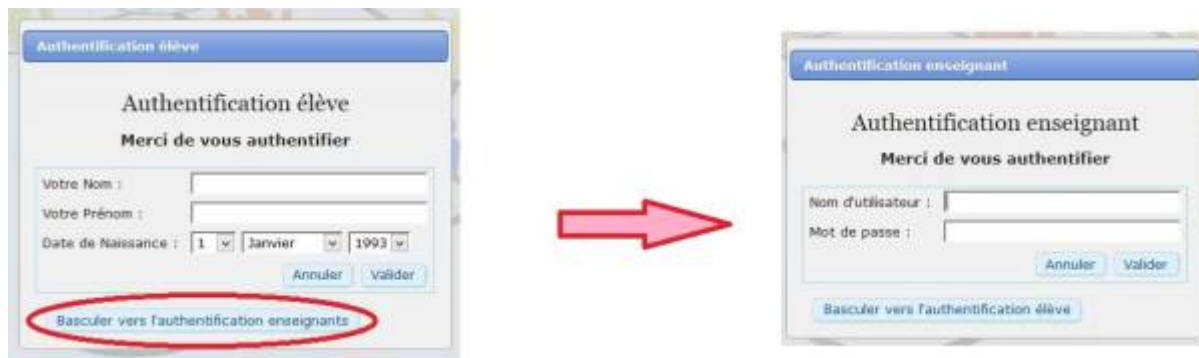 Authentification élève
Authentification élève
Merci de vous authentifier
Votre Nom :
Votre Prénom :
Date de Naissance : 1 Janvier 1993
Annuler Valider
Basculer vers l'authentification enseignants
Authentification enseignant
Authentification enseignant
Merci de vous authentifier
Nom d'utilisateur :
Mot de passe :
Annuler Valider
Basculer vers l'authentification élève